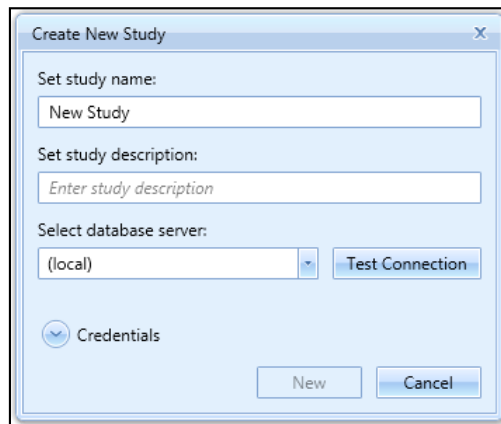 Create New Study
Set study name:
New Study
Set study description:
Enter study description
Select database server:
(local)
Test Connection
Credentials
New
Cancel